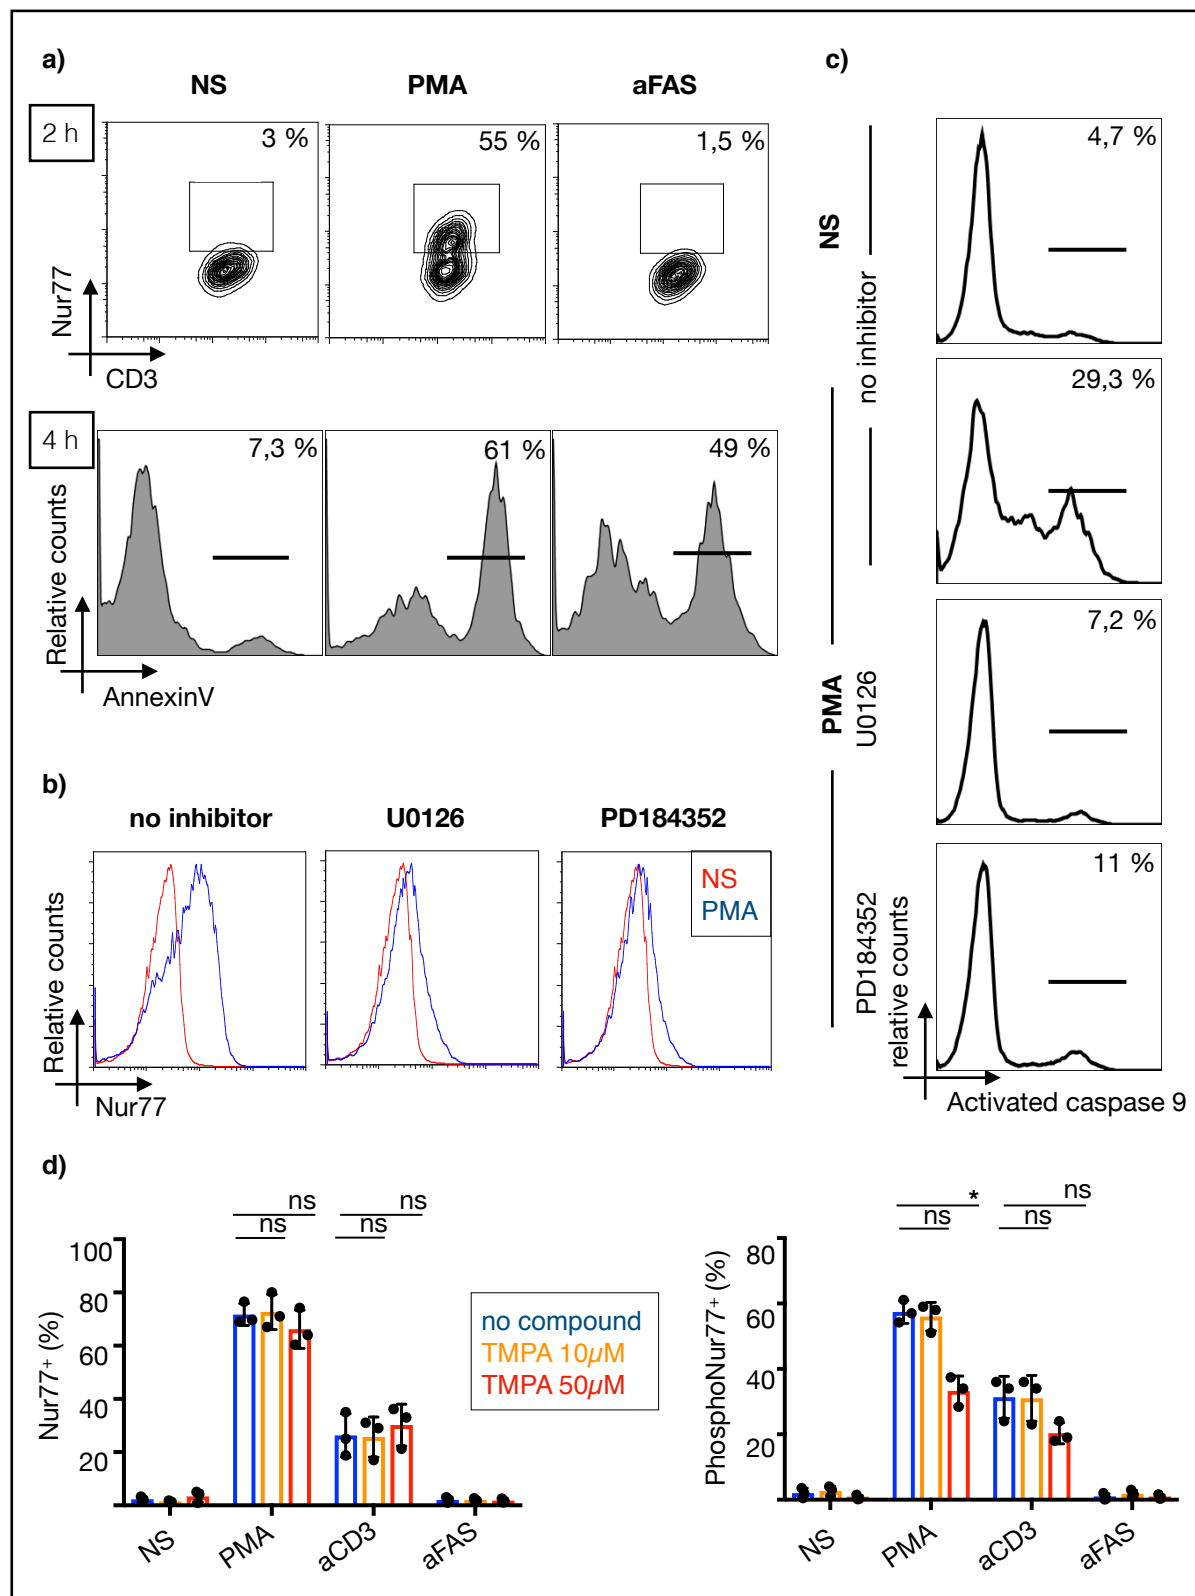 a)
NS
PMA
aFAS
2 h
3 %
55 %
1,5 %
Nur77
CD3
4 h
7,3 %
61 %
49 %
Relative counts
AnnexinV
b)
no inhibitor
U0126
PD184352
NS
PMA
Relative counts
Nur77
c)
NS
no inhibitor
PMA
U0126
PD184352
4,7 %
29,3 %
7,2 %
11 %
relative counts
Activated caspase 9
d)
ns
ns
ns
ns
Nur77+ (%)
100
80
60
40
20
NS
PMA
aCD3
aFAS
no compound
TMPA 10µM
TMPA 50µM
*
ns
ns
ns
PhosphoNur77+ (%)
80
60
40
20
NS
PMA
aCD3
aFAS